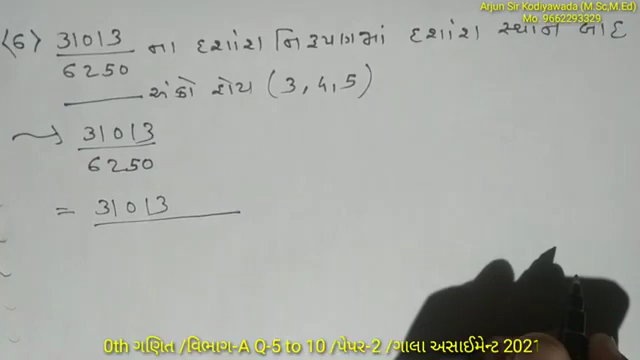 Arjun Sir Kodiyawada (M.Sc,M.Ed)
Mo. 9662293329
(6) 31013/6250 ના દશાંશ નિરૂપણમાં દશાંશ સ્થાન બાદ
______ અંકો હોય (3, 4, 5)
31013/6250
= 31013
0th ગણિત /વિભાગ-A Q-5 to 10 /પેપર-2 /ગાલા અસાઈમેન્ટ 2021